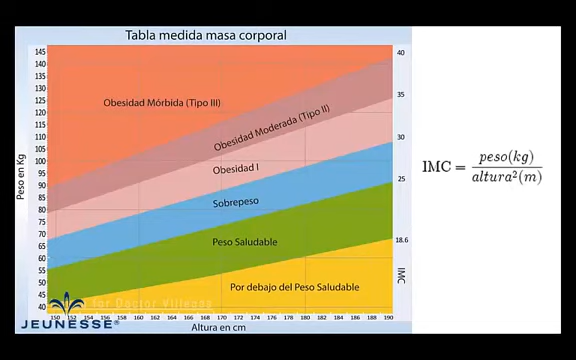 Tabla medida masa corporal
Peso en Kg
145
140
135
130
125
120
115
110
105
100
95
90
85
80
75
70
65
60
55
50
45
40
Obesidad Mórbida (Tipo III)
Obesidad Moderada (Tipo II)
Obesidad I
Sobrepeso
Peso Saludable
Por debajo del Peso Saludable
40
35
30
25
18.6
IMC
150 152 154 156 158 160 162 164 166 168 170 172 174 176 178 180 182 184 186 188 190
Altura en cm
for Doctor Villegas
JEUNESSE®
IMC = peso(kg) / altura²(m)